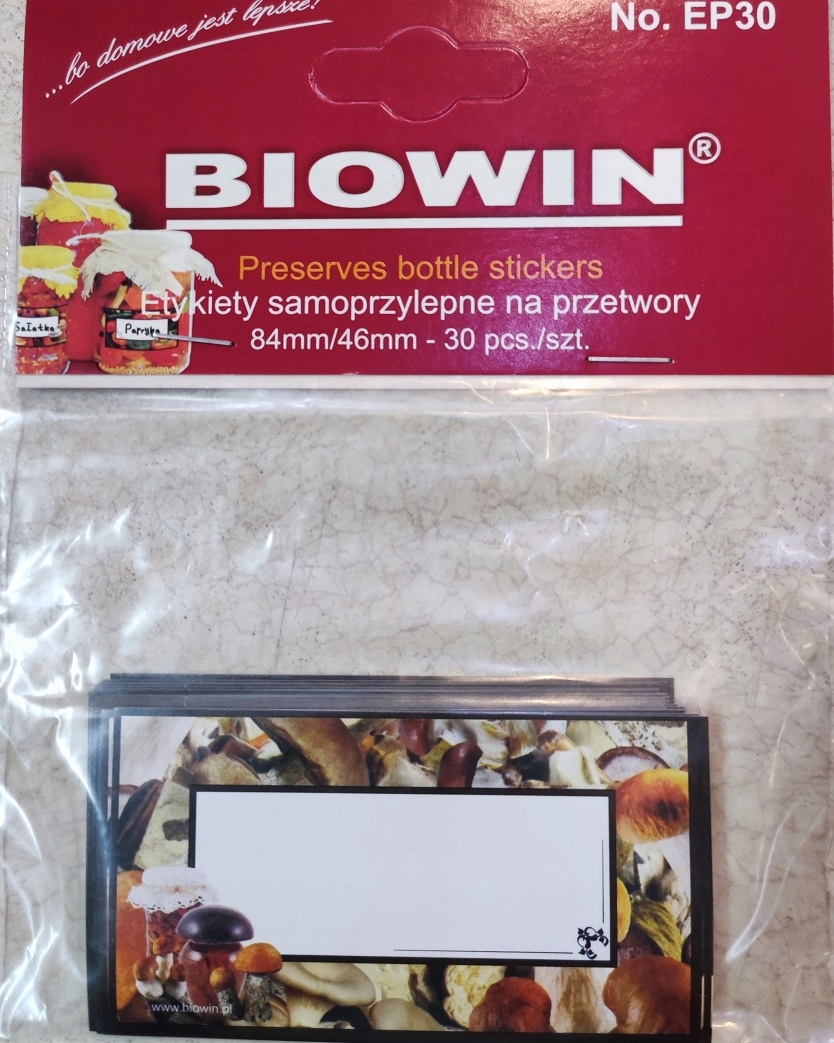 ...bo domowe jest lepsze!
No. EP30
BIOWIN®
Preserves bottle stickers
Etykiety samoprzylepne na przetwory
84mm/46mm - 30 pcs./szt.
Sałatka
Papryka
www.biowin.pl